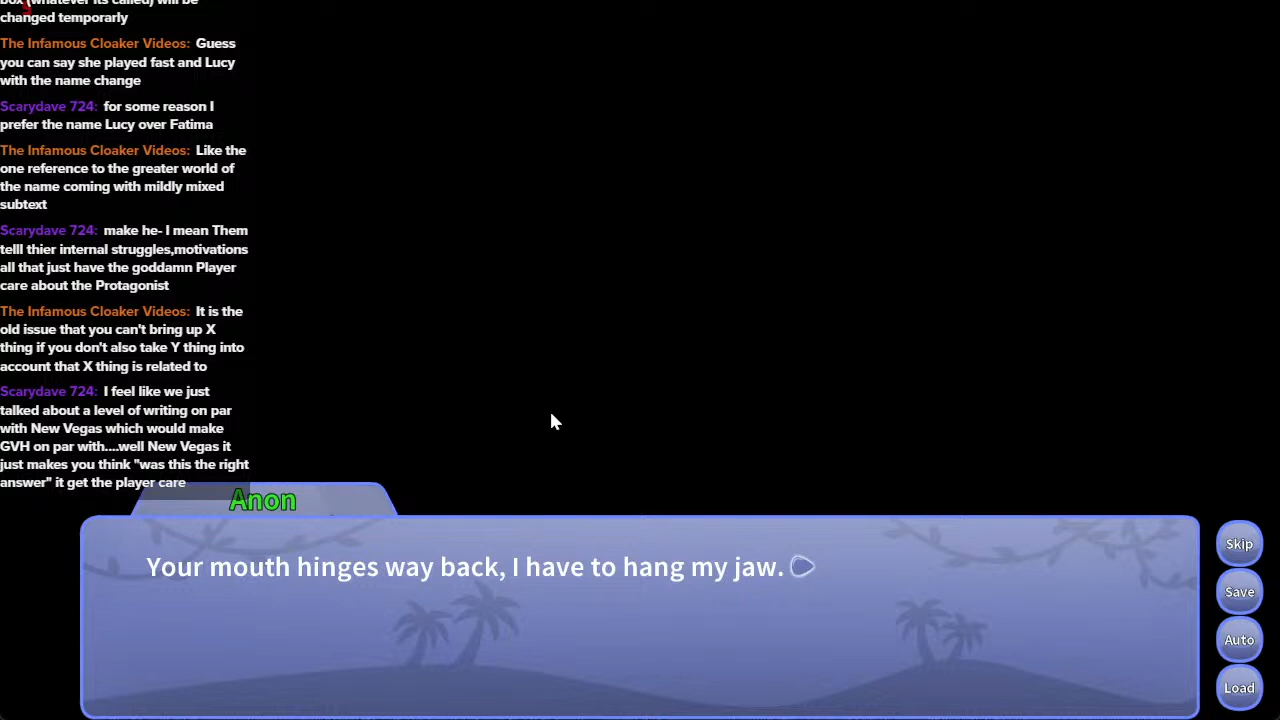 box (whatever its called) will be
changed temporarly
The Infamous Cloaker Videos: Guess
you can say she played fast and Lucy
with the name change
Scarydave 724: for some reason I
prefer the name Lucy over Fatima
The Infamous Cloaker Videos: Like the
one reference to the greater world of
the name coming with mildly mixed
subtext
Scarydave 724: make he- I mean Them
telll thier internal struggles,motivations
all that just have the goddamn Player
care about the Protagonist
The Infamous Cloaker Videos: It is the
old issue that you can't bring up X
thing if you don't also take Y thing into
account that X thing is related to
Scarydave 724: I feel like we just
talked about a level of writing on par
with New Vegas which would make
GVH on par with....well New Vegas it
just makes you think "was this the right
answer" it get the player care
Anon
Your mouth hinges way back, I have to hang my jaw.
Skip
Save
Auto
Load